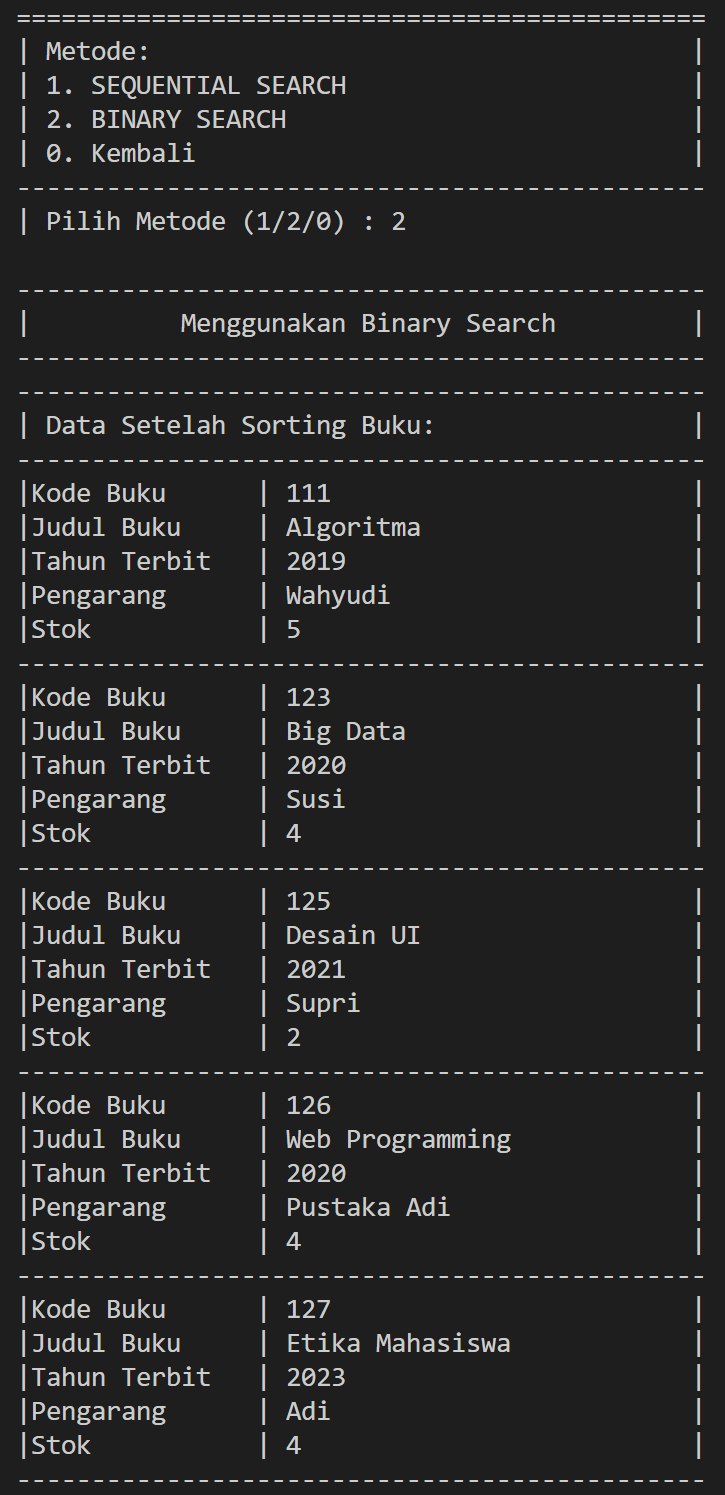 ==============================================
| Metode:                                    |
| 1. SEQUENTIAL SEARCH                       |
| 2. BINARY SEARCH                           |
| 0. Kembali                                 |
----------------------------------------------
| Pilih Metode (1/2/0) : 2

----------------------------------------------
|          Menggunakan Binary Search         |
----------------------------------------------
----------------------------------------------
| Data Setelah Sorting Buku:                 |
----------------------------------------------
|Kode Buku      | 111                        |
|Judul Buku     | Algoritma                  |
|Tahun Terbit   | 2019                       |
|Pengarang      | Wahyudi                    |
|Stok           | 5                          |
----------------------------------------------
|Kode Buku      | 123                        |
|Judul Buku     | Big Data                   |
|Tahun Terbit   | 2020                       |
|Pengarang      | Susi                       |
|Stok           | 4                          |
----------------------------------------------
|Kode Buku      | 125                        |
|Judul Buku     | Desain UI                  |
|Tahun Terbit   | 2021                       |
|Pengarang      | Supri                      |
|Stok           | 2                          |
----------------------------------------------
|Kode Buku      | 126                        |
|Judul Buku     | Web Programming            |
|Tahun Terbit   | 2020                       |
|Pengarang      | Pustaka Adi                |
|Stok           | 4                          |
----------------------------------------------
|Kode Buku      | 127                        |
|Judul Buku     | Etika Mahasiswa            |
|Tahun Terbit   | 2023                       |
|Pengarang      | Adi                        |
|Stok           | 4                          |
----------------------------------------------